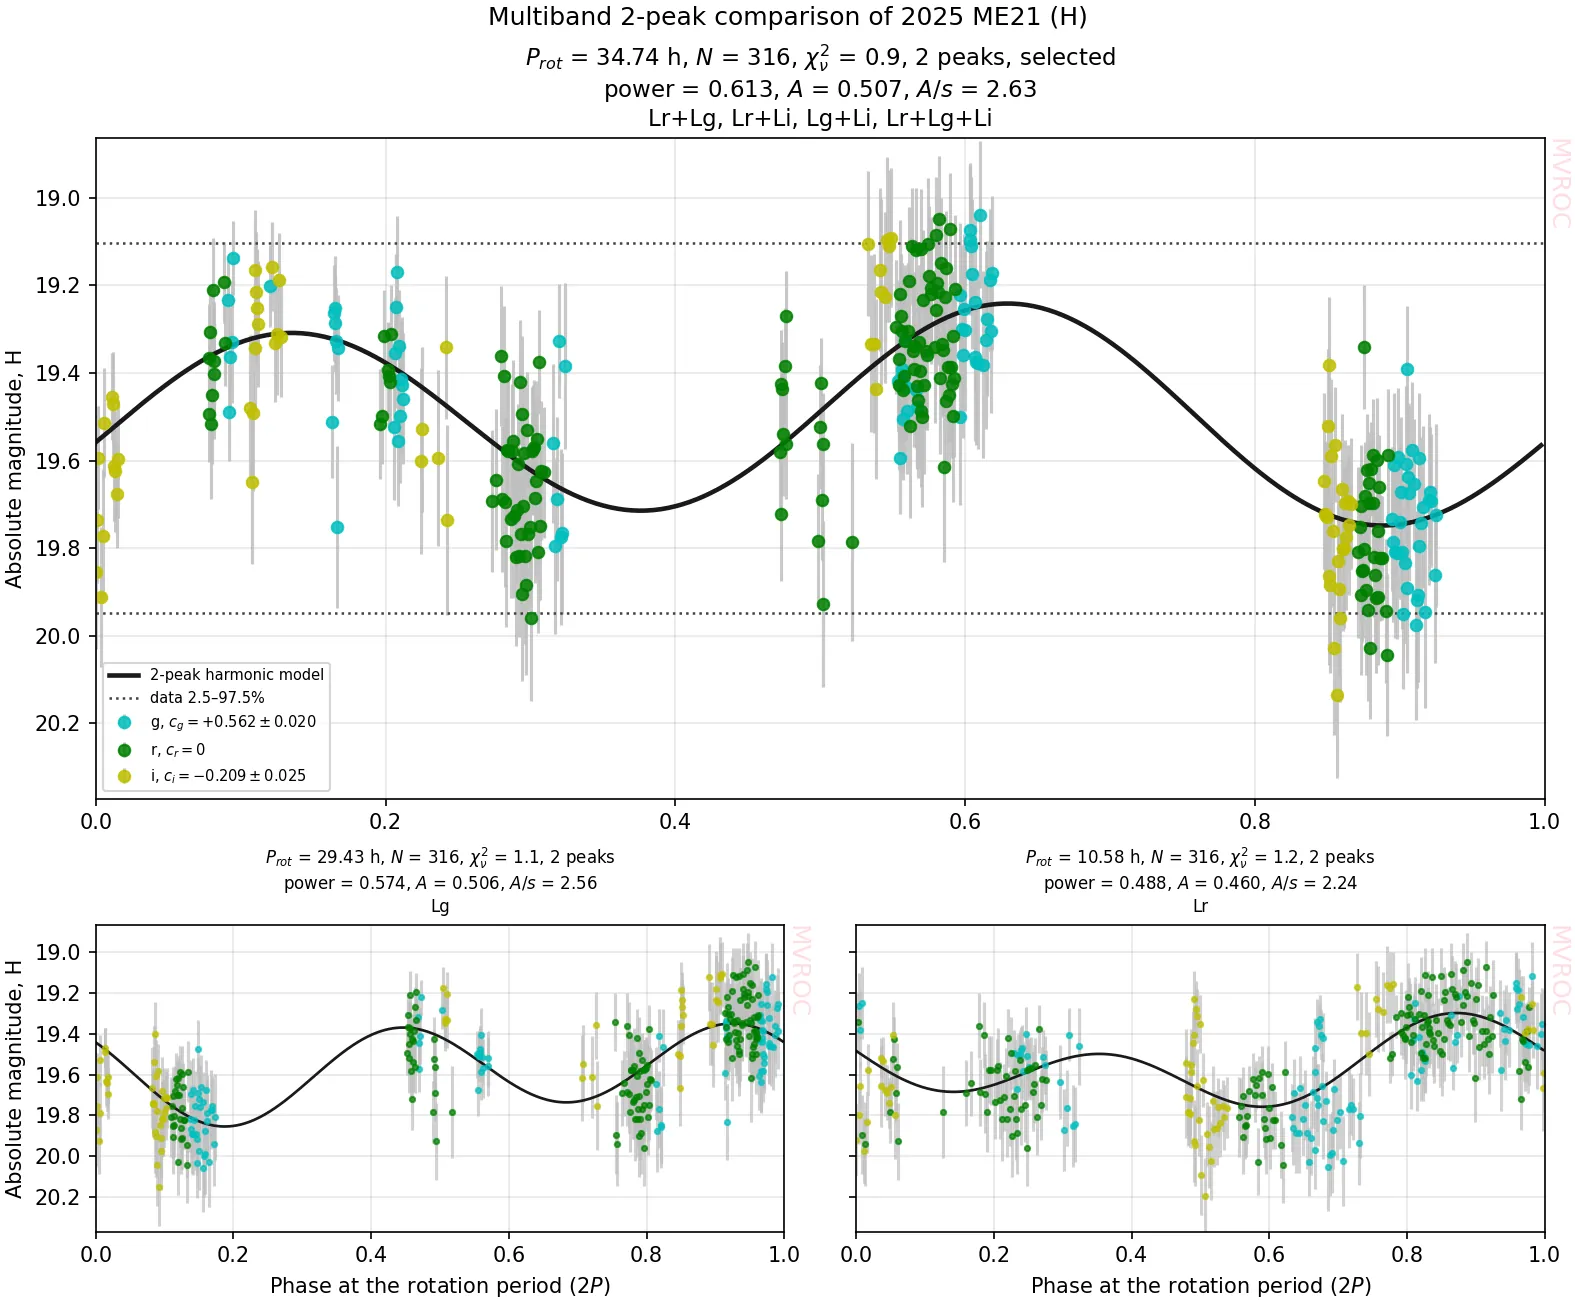 Multiband 2-peak comparison of 2025 ME21 (H)
P_rot = 34.74 h, N = 316, χ²_ν = 0.9, 2 peaks, selected
power = 0.613, A = 0.507, A/s = 2.63
Lr+Lg, Lr+Li, Lg+Li, Lr+Lg+Li
MVROC
Absolute magnitude, H
19.0
19.2
19.4
19.6
19.8
20.0
20.2
2-peak harmonic model
data 2.5–97.5%
g, c_g = +0.562 ± 0.020
r, c_r = 0
i, c_i = −0.209 ± 0.025
0.0 0.2 0.4 0.6 0.8 1.0
P_rot = 29.43 h, N = 316, χ²_ν = 1.1, 2 peaks
power = 0.574, A = 0.506, A/s = 2.56
Lg
MVROC
Absolute magnitude, H
19.0
19.2
19.4
19.6
19.8
20.0
20.2
0.0 0.2 0.4 0.6 0.8 1.0
Phase at the rotation period (2P)
P_rot = 10.58 h, N = 316, χ²_ν = 1.2, 2 peaks
power = 0.488, A = 0.460, A/s = 2.24
Lr
MVROC
0.0 0.2 0.4 0.6 0.8 1.0
Phase at the rotation period (2P)